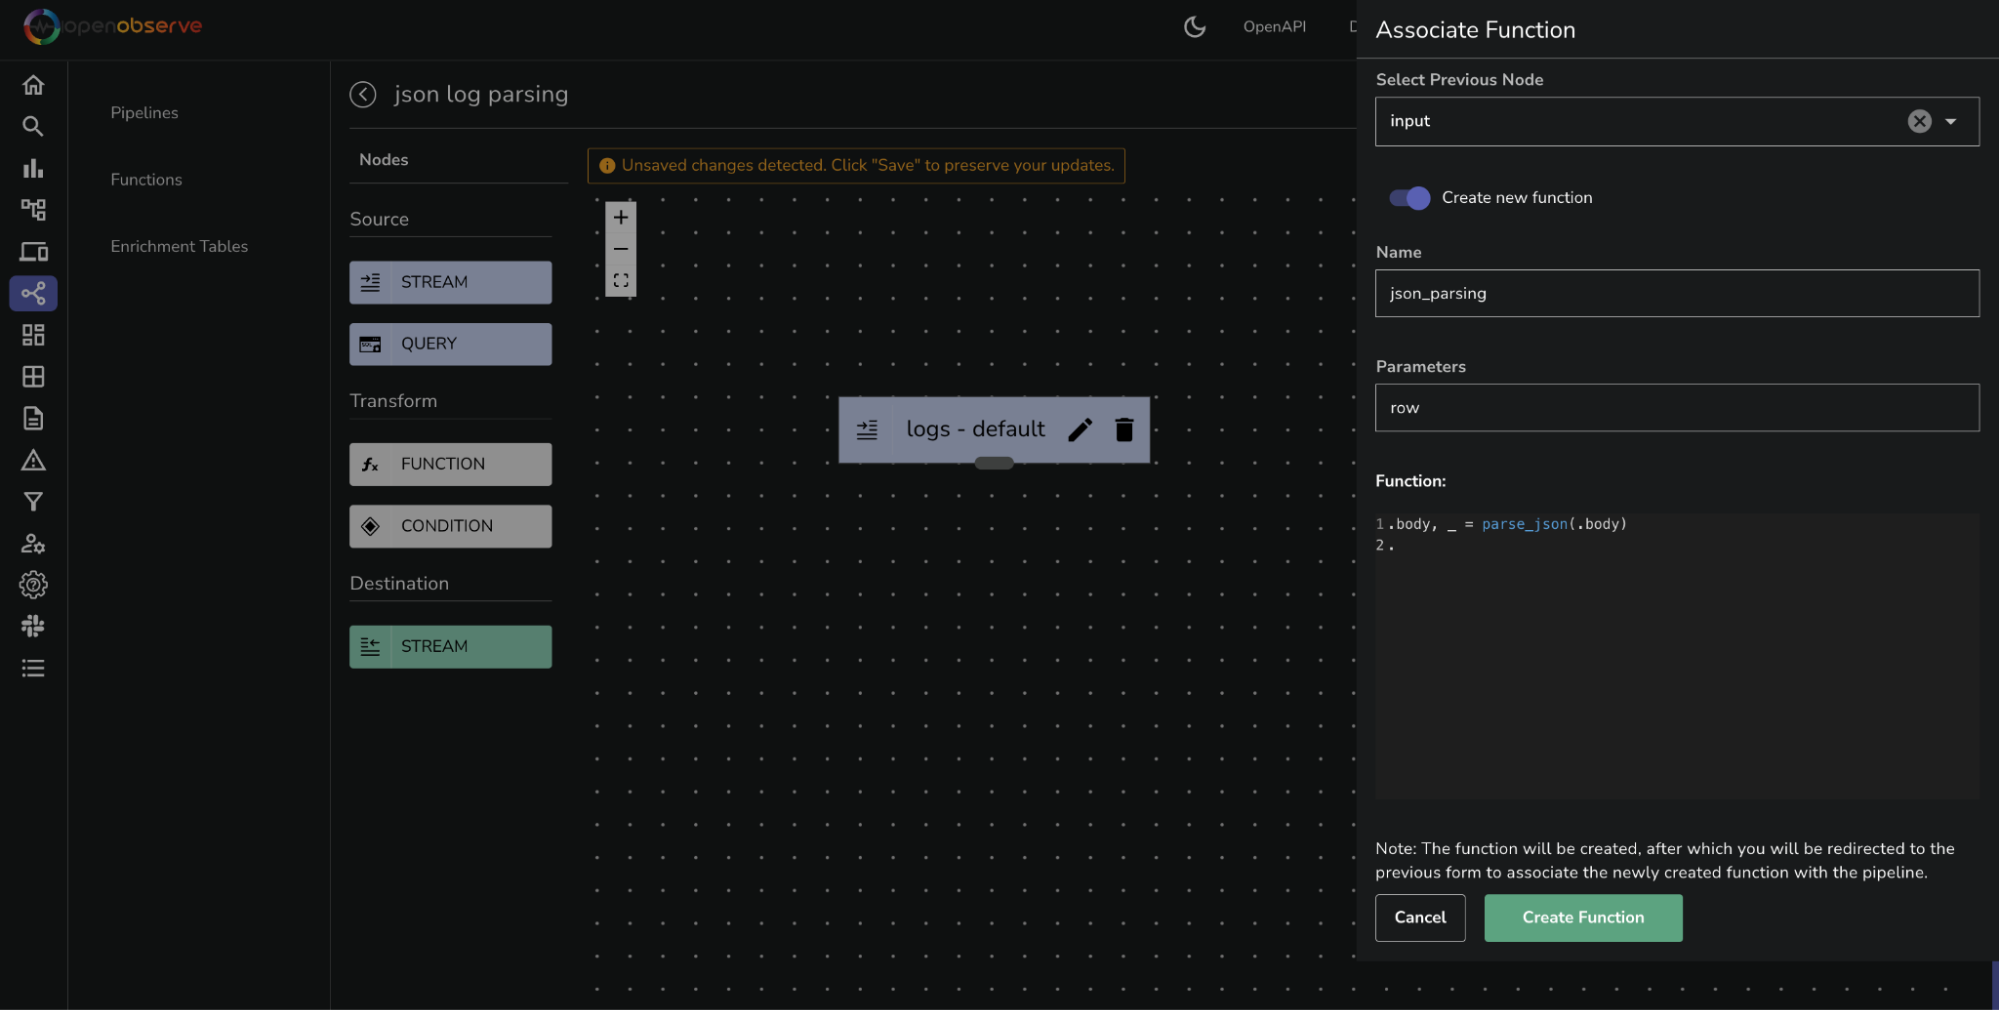 openobserve
OpenAPI
D
Pipelines
Functions
Enrichment Tables
json log parsing
Nodes
Unsaved changes detected. Click "Save" to preserve your updates.
Source
STREAM
QUERY
Transform
FUNCTION
CONDITION
Destination
STREAM
logs - default
Associate Function
Select Previous Node
input
Create new function
Name
json_parsing
Parameters
row
Function:
1 .body, _ = parse_json(.body)
2 .
Note: The function will be created, after which you will be redirected to the
previous form to associate the newly created function with the pipeline.
Cancel
Create Function